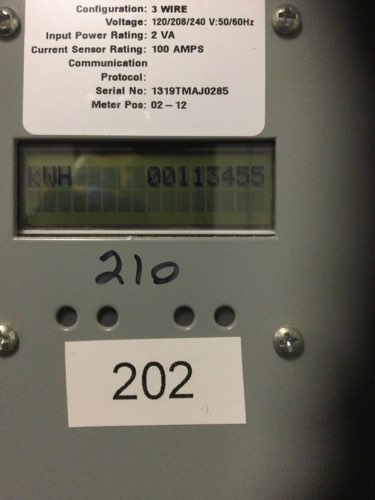 Configuration: 3 WIRE
Voltage: 120/208/240 V:50/60Hz
Input Power Rating: 2 VA
Current Sensor Rating: 100 AMPS
Communication
Protocol:
Serial No: 1319TMAJ0285
Meter Pos: 02-12
kWH 00113455
210
202